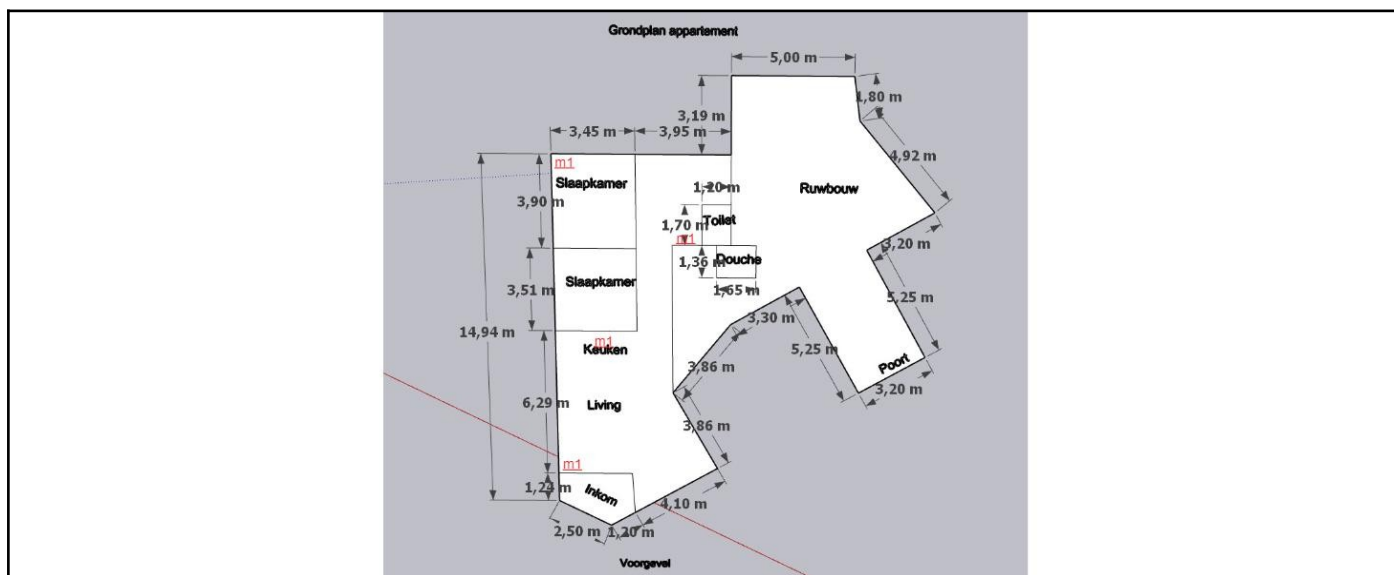 Grondplan appartement
5,00 m
1,80 m
3,19 m
3,45 m
3,95 m
4,92 m
m1
Slaapkamer
1,20 m
Ruwbouw
3,90 m
1,70 m
Toilet
m1
3,20 m
1,36 m
Douche
3,51 m
Slaapkamer
1,65 m
5,25 m
14,94 m
3,30 m
m1
Keuken
5,25 m
3,86 m
Poort
3,20 m
6,29 m
Living
3,86 m
m1
1,24 m
Inkom
4,10 m
2,50 m
1,20 m
Voorgevel